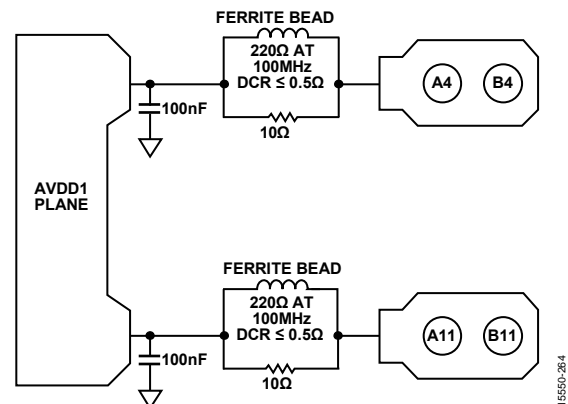 FERRITE BEAD
220Ω AT
100MHz
DCR ≤ 0.5Ω
10Ω
100nF
A4 B4
AVDD1
PLANE
FERRITE BEAD
220Ω AT
100MHz
DCR ≤ 0.5Ω
10Ω
100nF
A11 B11
15550-264